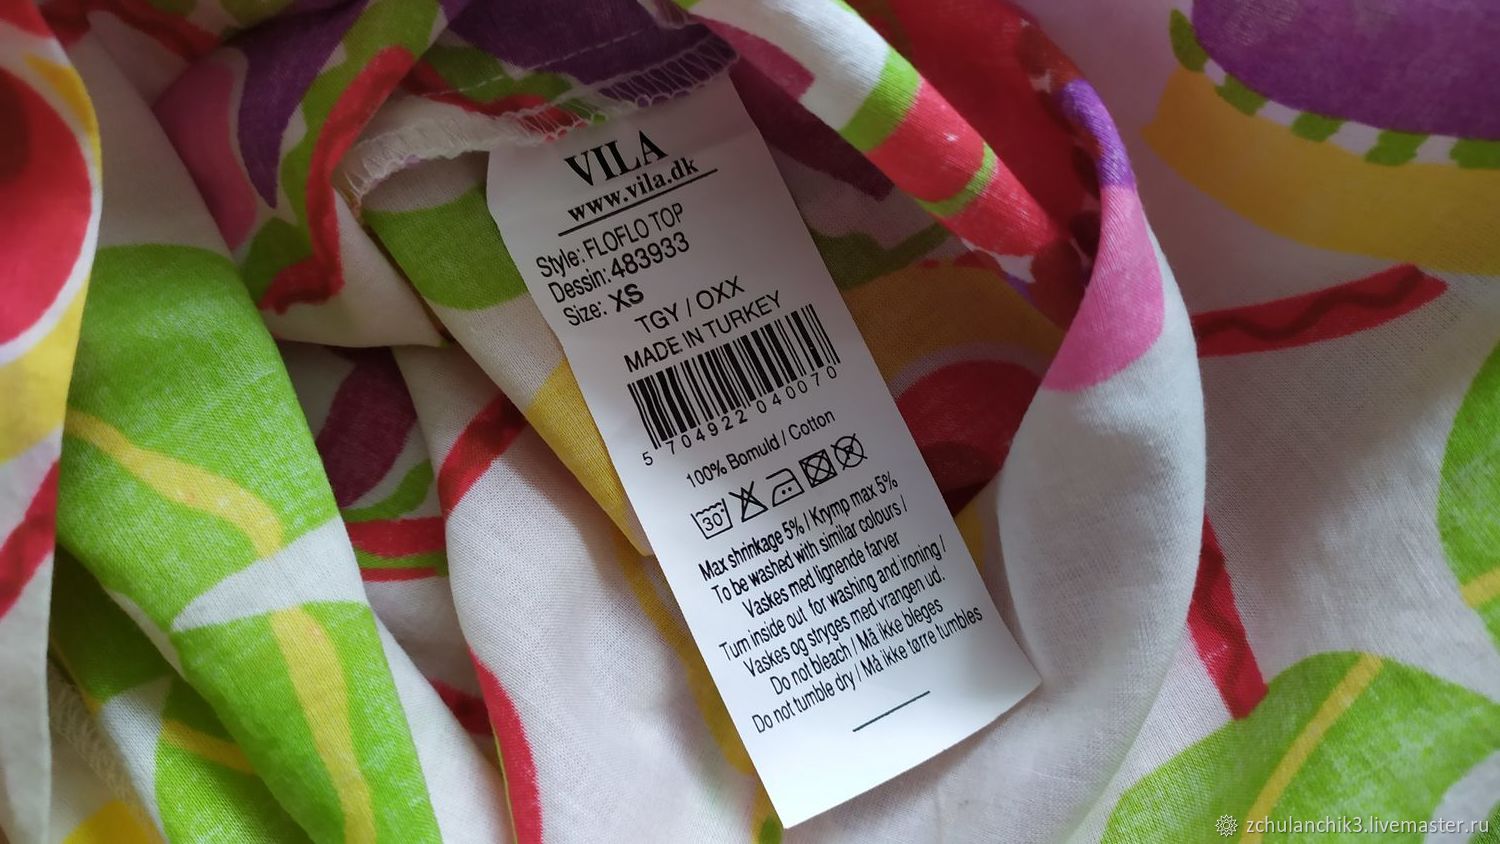 VILA
www.vila.dk
Style: FLOFLO TOP
Dessin: 483933
Size: XS
TGY / OXX
MADE IN TURKEY
5 704922 040070
100% Bomuld / Cotton
30°
Max shrinkage 5% / Krymp max 5%
To be washed with similar colours /
Vaskes med lignende farver
Turn inside out for washing and ironing /
Vaskes og stryges med vrangen ud.
Do not bleach / Må ikke bleges
Do not tumble dry / Må ikke tørre tumbles
zchulanchik3.livemaster.ru